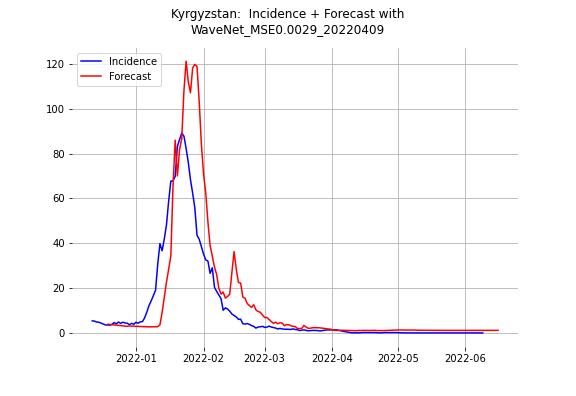 Kyrgyzstan:  Incidence + Forecast with
WaveNet_MSE0.0029_20220409
Incidence
Forecast
120
100
80
60
40
20
0
2022-01 2022-02 2022-03 2022-04 2022-05 2022-06